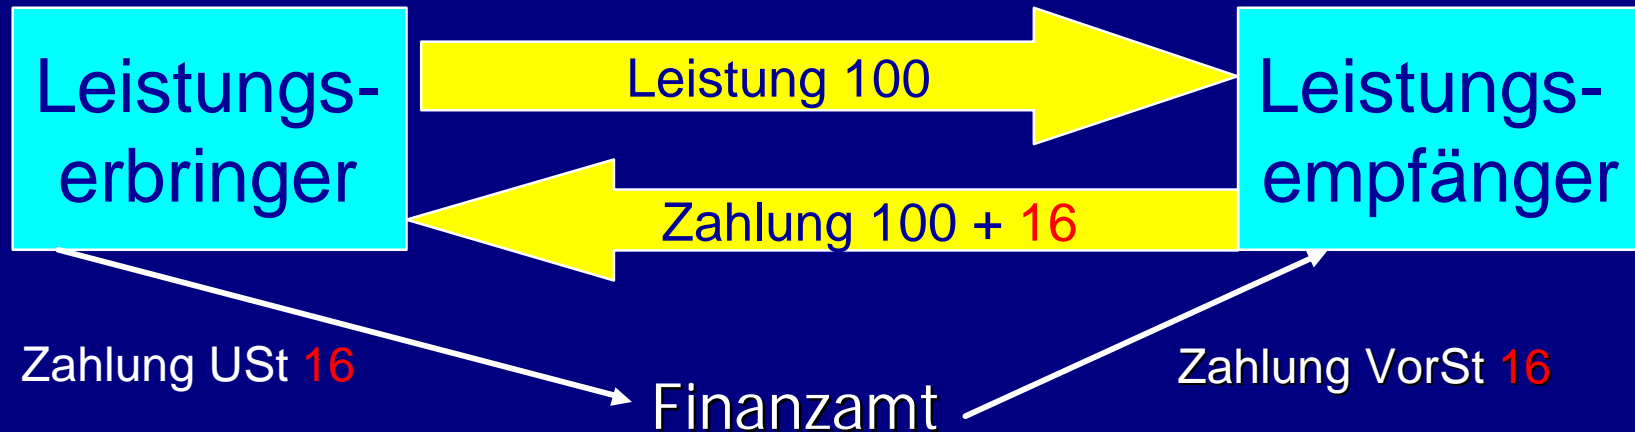 Leistungs-
erbringer
Leistung 100
Leistungs-
empfänger
Zahlung 100 + 16
Zahlung USt 16
Zahlung VorSt 16
Finanzamt